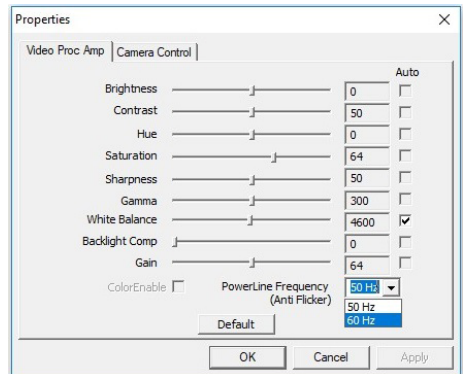 Properties
Video Proc Amp Camera Control
Auto
Brightness 0
Contrast 50
Hue 0
Saturation 64
Sharpness 50
Gamma 300
White Balance 4600
Backlight Comp 0
Gain 64
ColorEnable PowerLine Frequency 50 Hz
(Anti Flicker) 50 Hz
60 Hz
Default
OK Cancel Apply